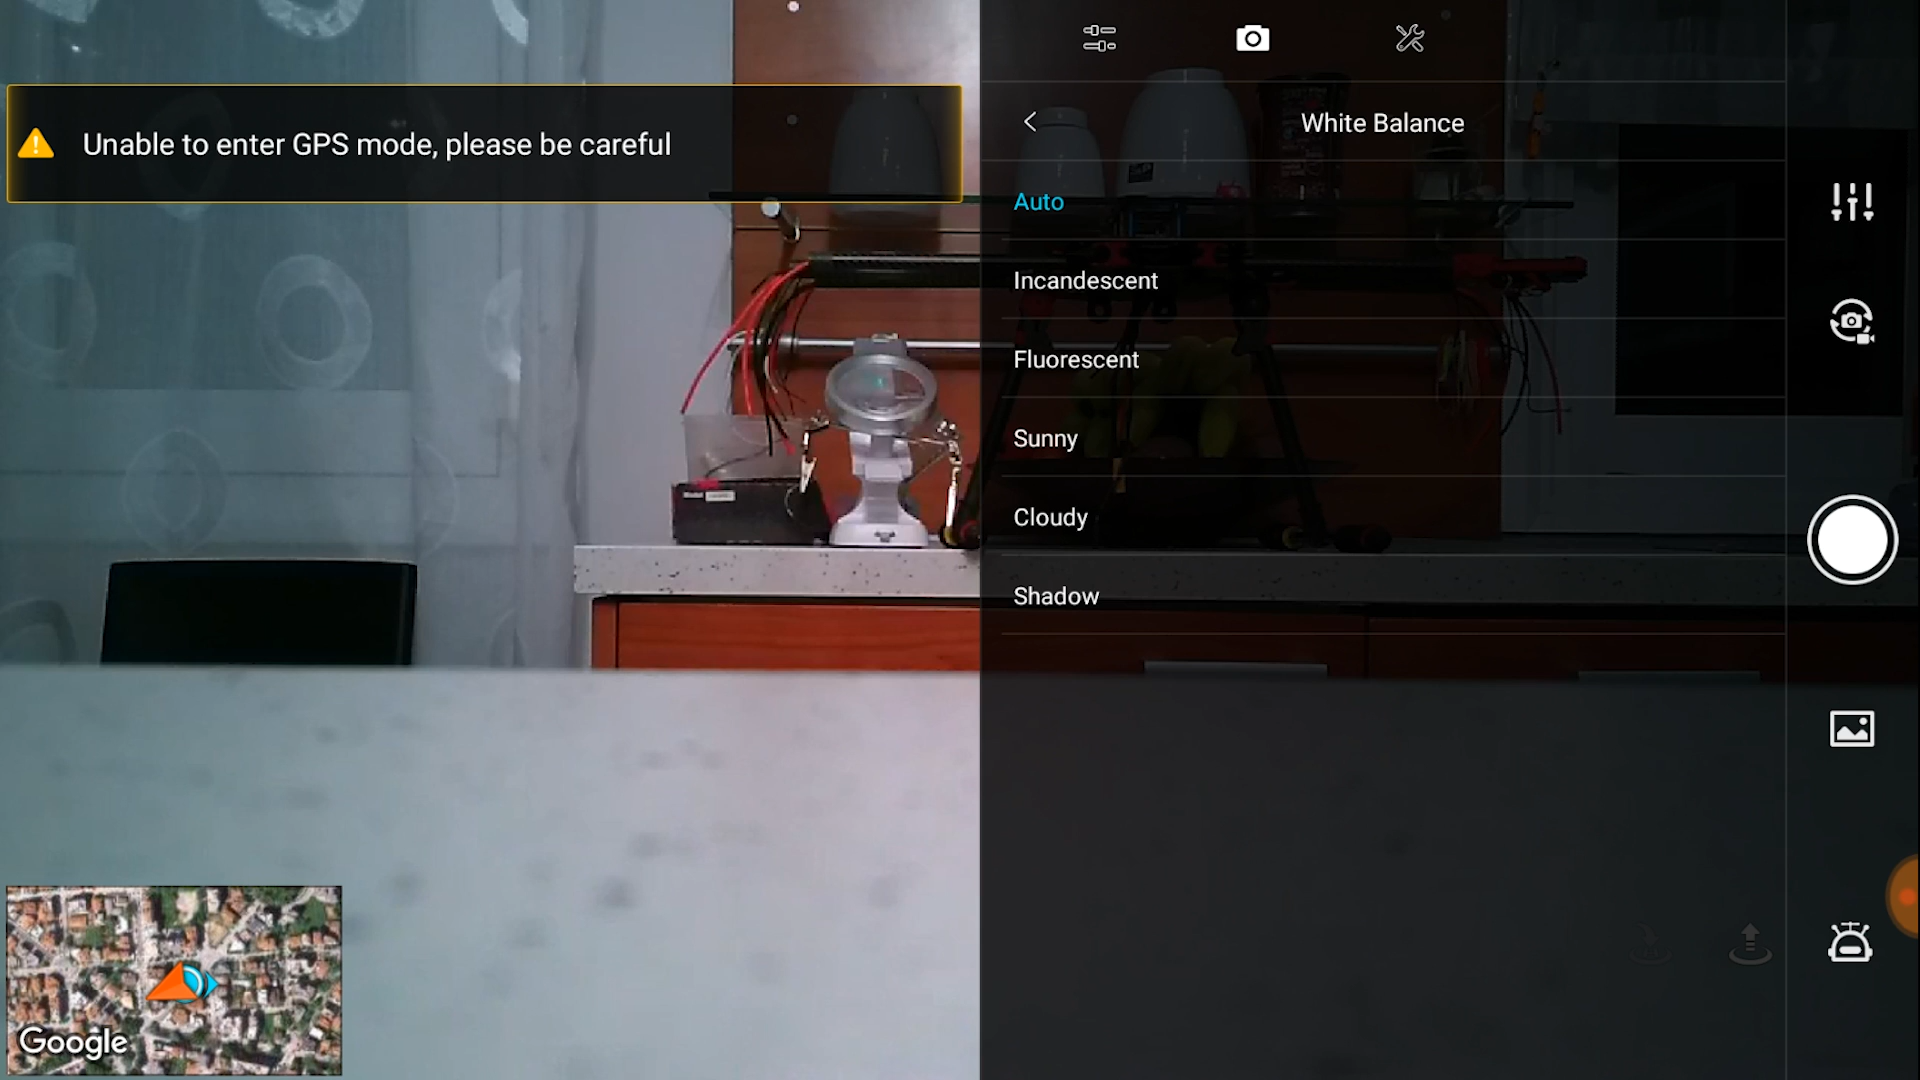 Unable to enter GPS mode, please be careful
White Balance
Auto
Incandescent
Fluorescent
Sunny
Cloudy
Shadow
Google